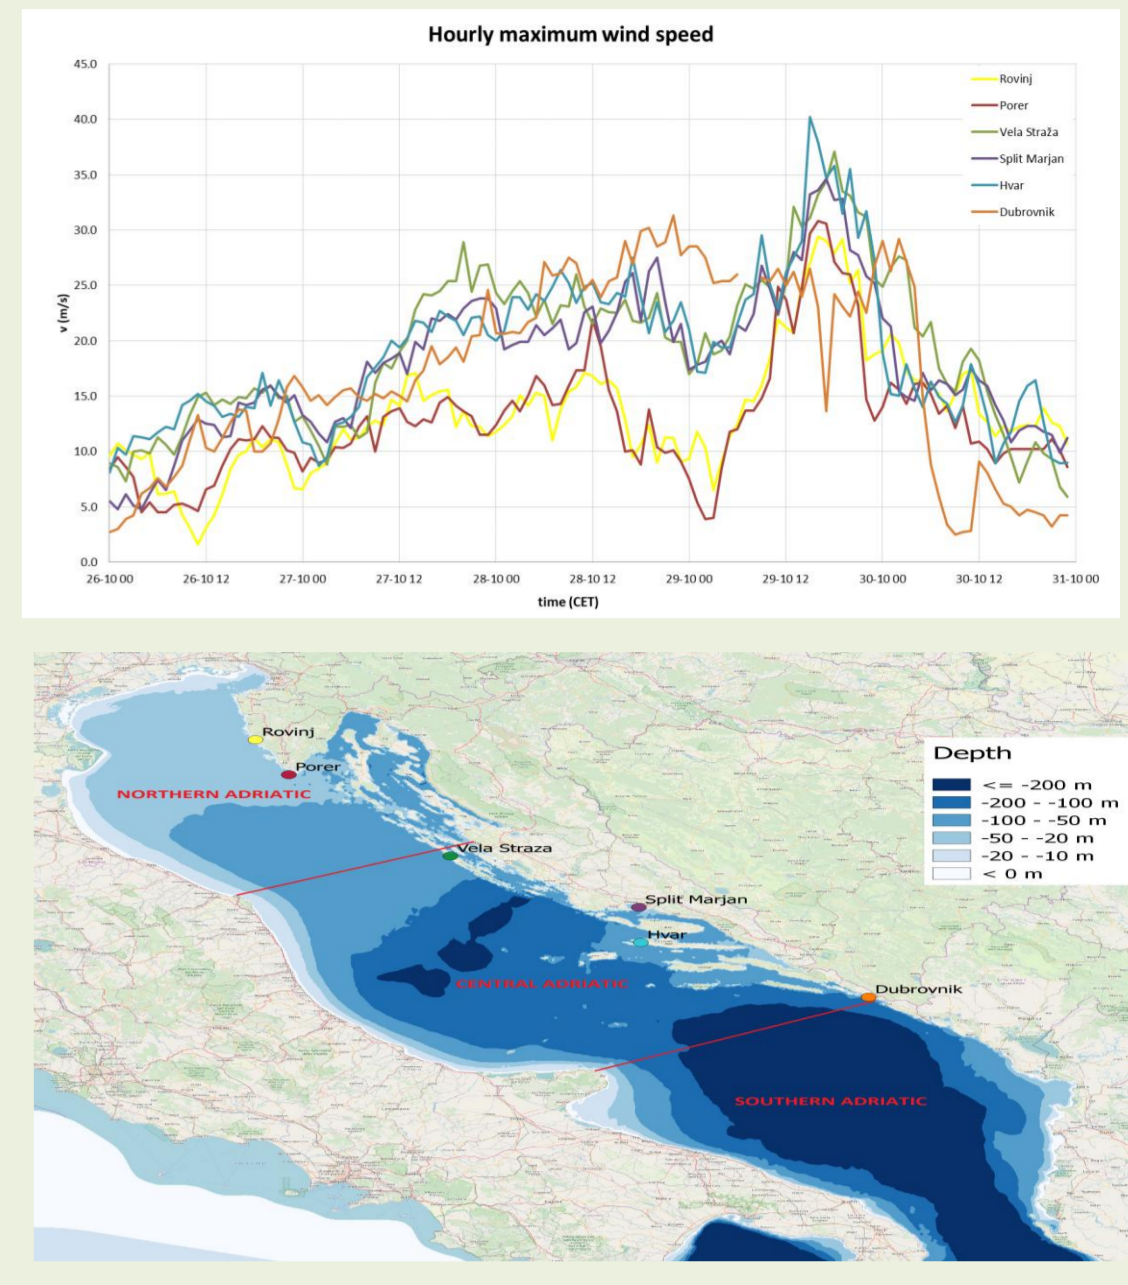 Hourly maximum wind speed
45.0
40.0
35.0
30.0
25.0
20.0
15.0
10.0
5.0
0.0
v (m/s)
Rovinj
Porer
Vela Straža
Split Marjan
Hvar
Dubrovnik
26-10 00
26-10 12
27-10 00
27-10 12
28-10 00
28-10 12
29-10 00
29-10 12
30-10 00
30-10 12
31-10 00
time (CET)
Rovinj
Porer
NORTHERN ADRIATIC
Vela Straza
Split Marjan
Hvar
CENTRAL ADRIATIC
Dubrovnik
SOUTHERN ADRIATIC
Depth
<= -200 m
-200 - -100 m
-100 - -50 m
-50 - -20 m
-20 - -10 m
< 0 m